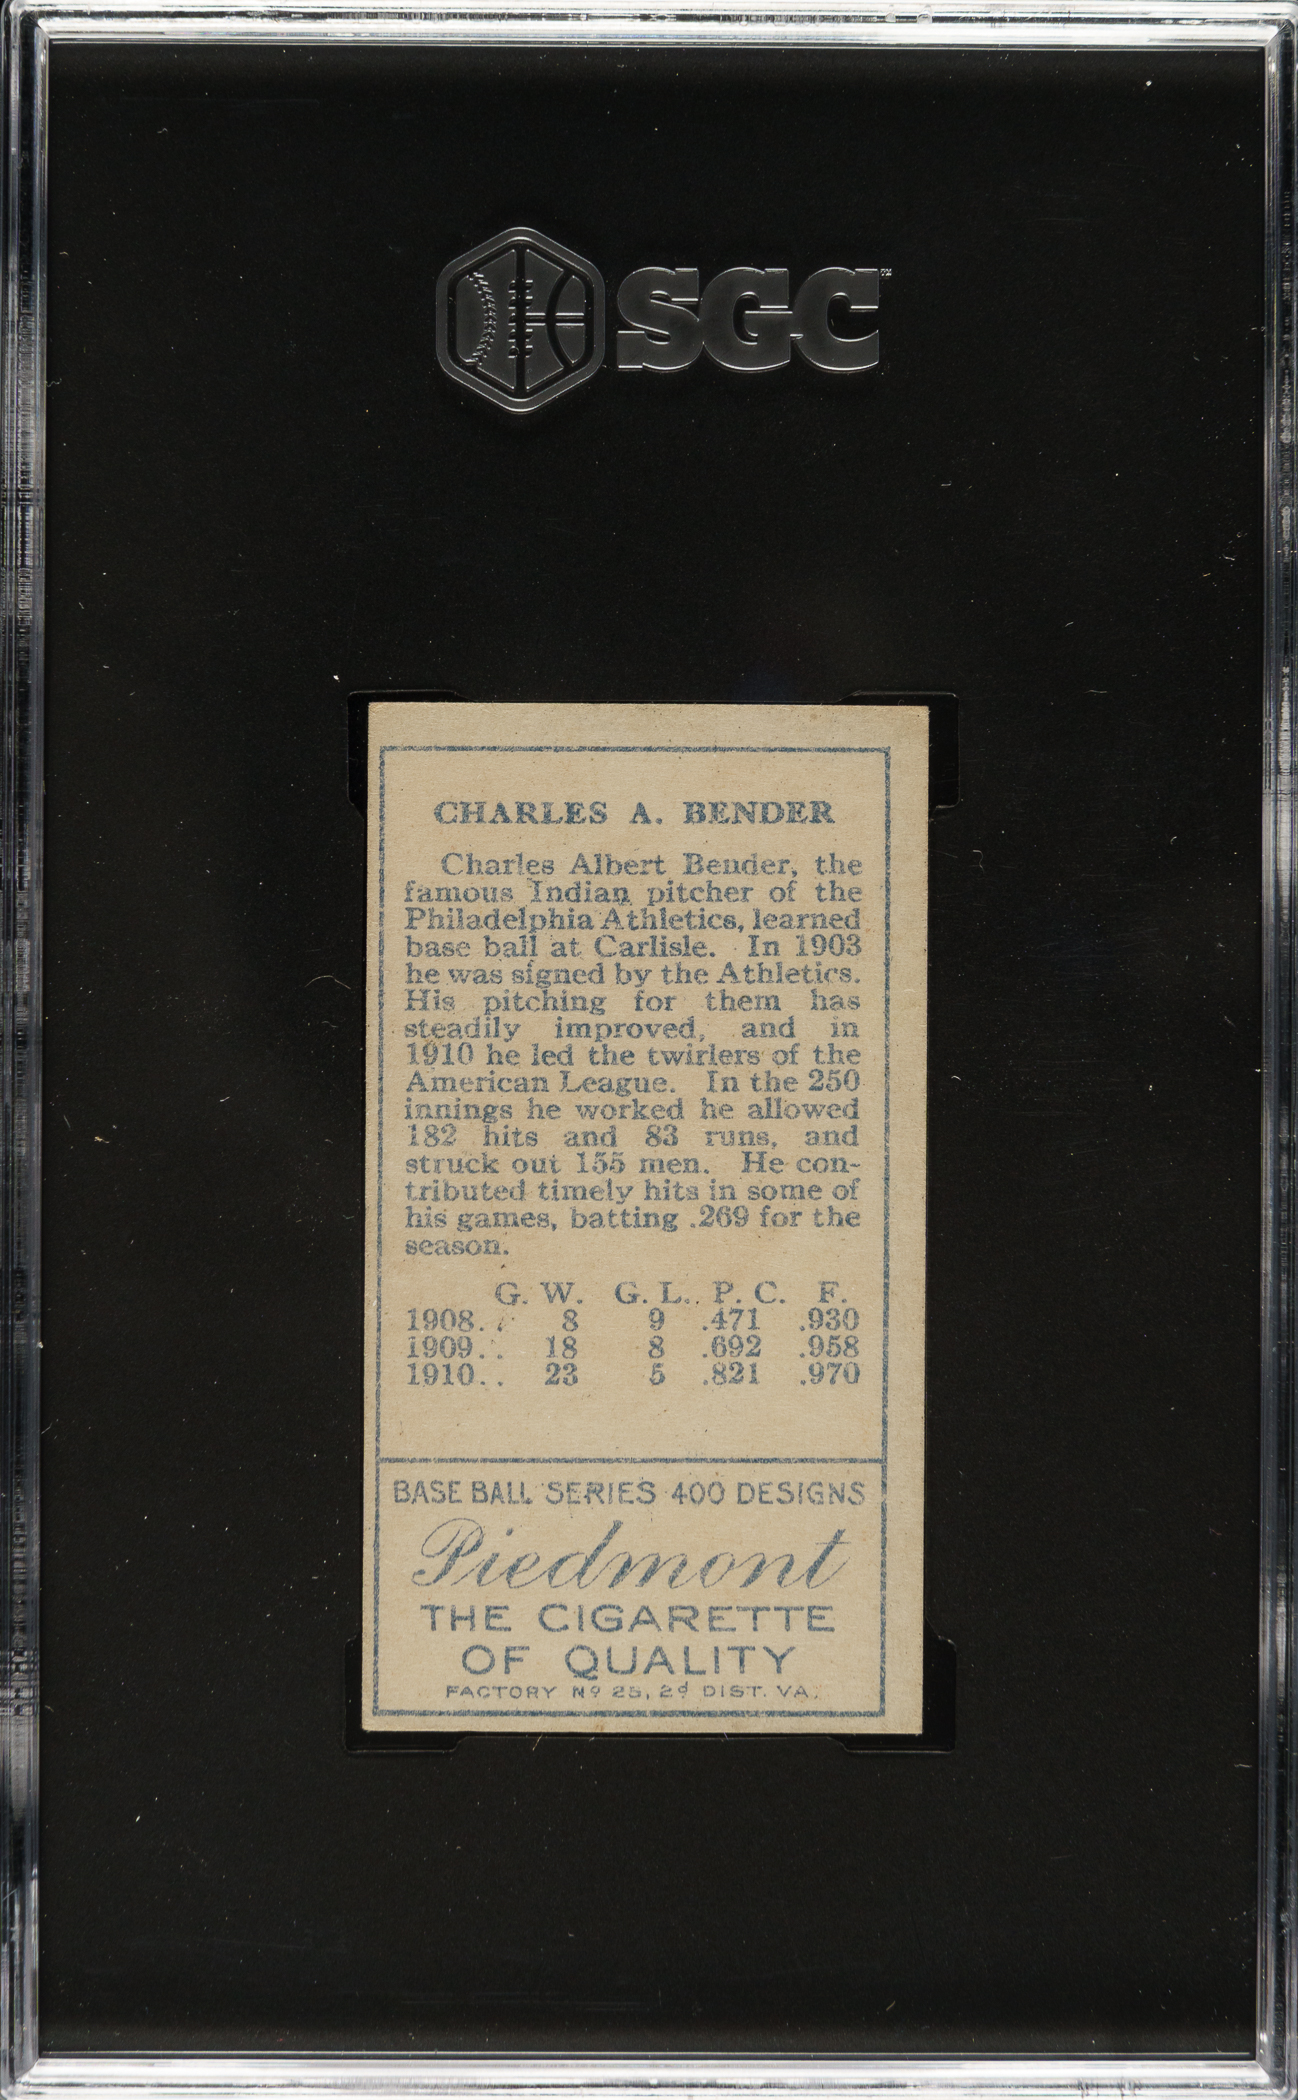 SGC™
CHARLES A. BENDER
Charles Albert Bender, the
famous Indian pitcher of the
Philadelphia Athletics, learned
base ball at Carlisle. In 1903
he was signed by the Athletics.
His pitching for them has
steadily improved, and in
1910 he led the twirlers of the
American League. In the 250
innings he worked he allowed
182 hits and 83 runs, and
struck out 155 men. He con-
tributed timely hits in some of
his games, batting .269 for the
season.
G. W. G. L. P. C. F.
1908.. 8 9 .471 .930
1909.. 18 8 .692 .958
1910.. 23 5 .821 .970
BASE BALL SERIES 400 DESIGNS
Piedmont
THE CIGARETTE
OF QUALITY
FACTORY Nº 25, 2d DIST. VA.